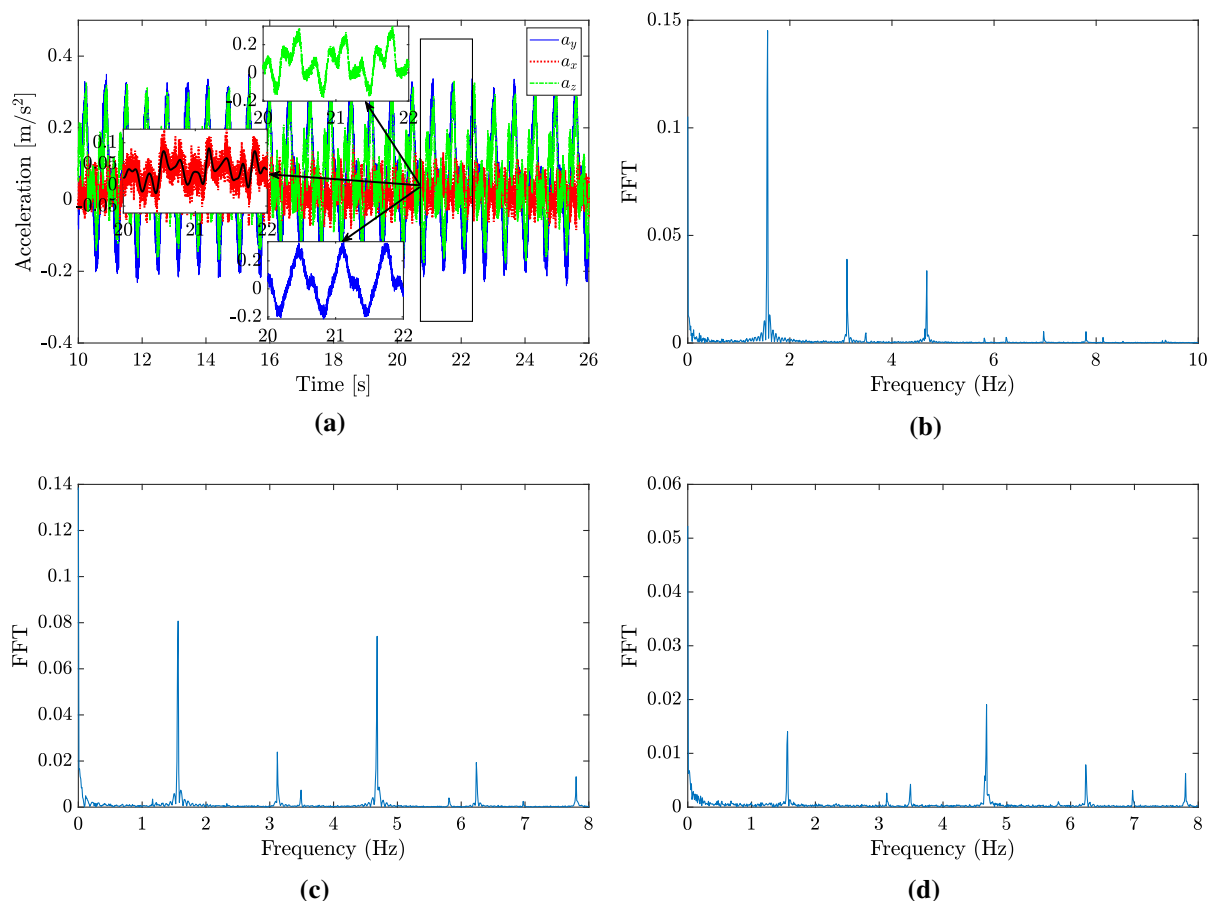 0.4
0.2
0
-0.2
-0.4
Acceleration [m/s²]
10 12 14 16 18 20 22 24 26
Time [s]
a_y
a_x
a_z
0.2
0
-0.2
20 21 22
0.1
0.05
0
-0.05
20 21 22
0.2
0
-0.2
20 21 22
(a)
0.15
0.1
0.05
0
FFT
0 2 4 6 8 10
Frequency (Hz)
(b)
0.14
0.12
0.1
0.08
0.06
0.04
0.02
0
FFT
0 1 2 3 4 5 6 7 8
Frequency (Hz)
(c)
0.06
0.05
0.04
0.03
0.02
0.01
0
FFT
0 1 2 3 4 5 6 7 8
Frequency (Hz)
(d)